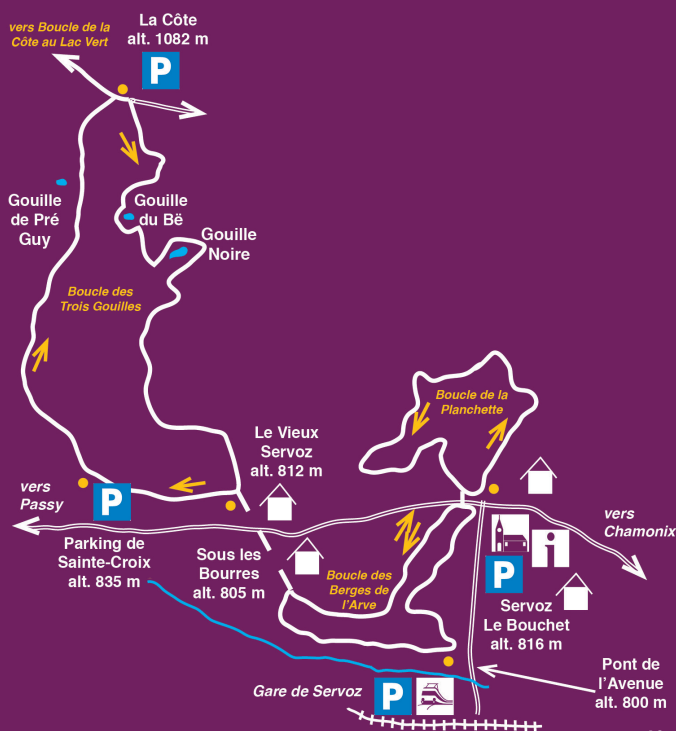 vers Boucle de la
Côte au Lac Vert
La Côte
alt. 1082 m
P
Gouille
de Pré
Guy
Gouille
du Bë
Gouille
Noire
Boucle des
Trois Gouilles
Boucle de la
Planchette
Le Vieux
Servoz
alt. 812 m
vers
Passy
P
Parking de
Sainte-Croix
alt. 835 m
Sous les
Bourres
alt. 805 m
Boucle des
Berges de
l'Arve
vers
Chamonix
i
P
Servoz
Le Bouchet
alt. 816 m
Gare de Servoz
P
Pont de
l'Avenue
alt. 800 m